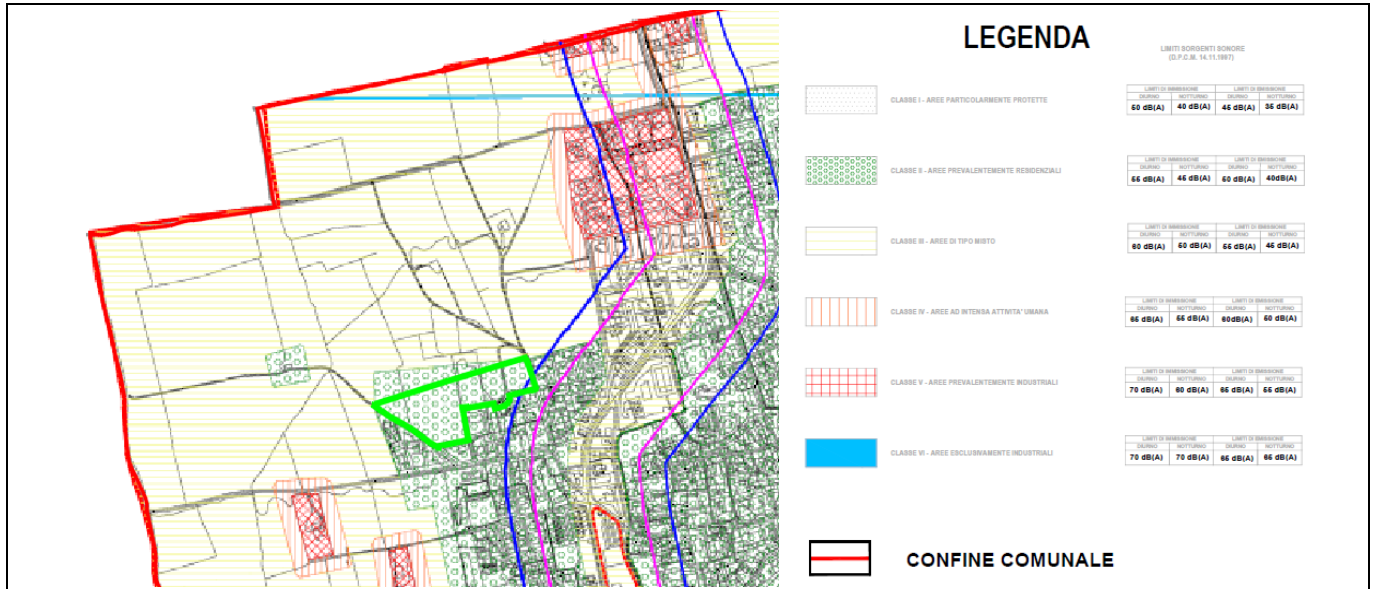 LEGENDA
LIMITI SORGENTI SONORE
(D.P.C.M. 14.11.1997)
CLASSE I - AREE PARTICOLARMENTE PROTETTE
LIMITI DI IMMISSIONE LIMITI DI EMISSIONE
DIURNO NOTTURNO DIURNO NOTTURNO
50 dB(A) 40 dB(A) 45 dB(A) 35 dB(A)
CLASSE II - AREE PREVALENTEMENTE RESIDENZIALI
LIMITI DI IMMISSIONE LIMITI DI EMISSIONE
DIURNO NOTTURNO DIURNO NOTTURNO
55 dB(A) 45 dB(A) 50 dB(A) 40dB(A)
CLASSE III - AREE DI TIPO MISTO
LIMITI DI IMMISSIONE LIMITI DI EMISSIONE
DIURNO NOTTURNO DIURNO NOTTURNO
60 dB(A) 50 dB(A) 55 dB(A) 45 dB(A)
CLASSE IV - AREE AD INTENSA ATTIVITA' UMANA
LIMITI DI IMMISSIONE LIMITI DI EMISSIONE
DIURNO NOTTURNO DIURNO NOTTURNO
65 dB(A) 55 dB(A) 60dB(A) 50 dB(A)
CLASSE V - AREE PREVALENTEMENTE INDUSTRIALI
LIMITI DI IMMISSIONE LIMITI DI EMISSIONE
DIURNO NOTTURNO DIURNO NOTTURNO
70 dB(A) 60 dB(A) 65 dB(A) 55 dB(A)
CLASSE VI - AREE ESCLUSIVAMENTE INDUSTRIALI
LIMITI DI IMMISSIONE LIMITI DI EMISSIONE
DIURNO NOTTURNO DIURNO NOTTURNO
70 dB(A) 70 dB(A) 65 dB(A) 65 dB(A)
CONFINE COMUNALE